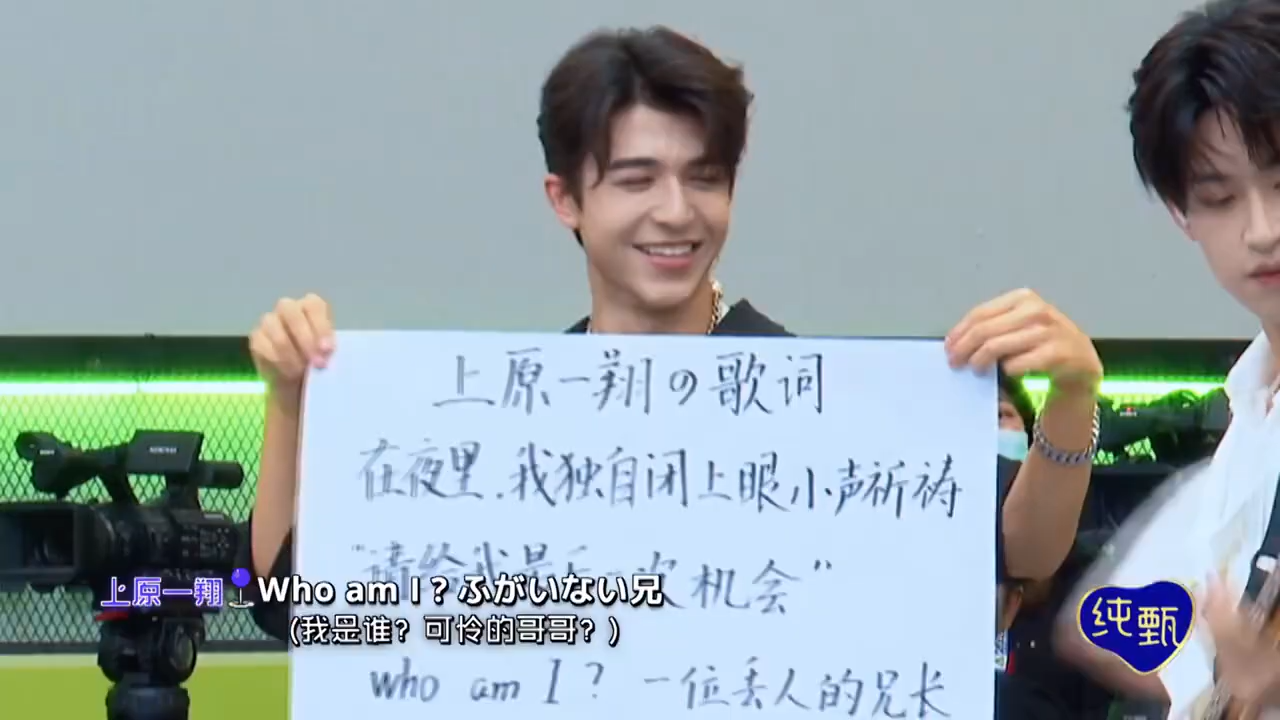 上原一翔の歌词
在夜里.我独自闭上眼小声祈祷
"请给我最后一次机会"
上原一翔 Who am I？ふがいない兄
(我是谁？可怜的哥哥？)
who am I？一位丢人的兄长
纯甄